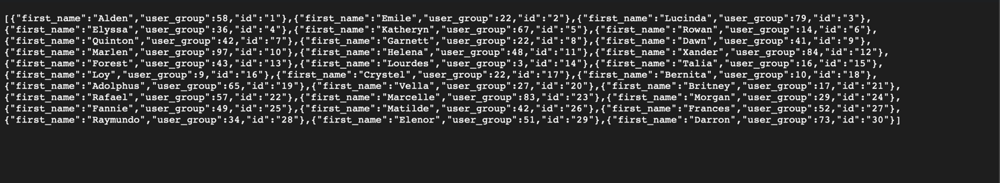 [{"first_name":"Alden","user_group":58,"id":"1"},{"first_name":"Emile","user_group":22,"id":"2"},{"first_name":"Lucinda","user_group":79,"id":"3"},
{"first_name":"Elyssa","user_group":36,"id":"4"},{"first_name":"Katheryn","user_group":67,"id":"5"},{"first_name":"Rowan","user_group":14,"id":"6"},
{"first_name":"Quinton","user_group":42,"id":"7"},{"first_name":"Garnett","user_group":22,"id":"8"},{"first_name":"Dawn","user_group":41,"id":"9"},
{"first_name":"Marlen","user_group":97,"id":"10"},{"first_name":"Helena","user_group":48,"id":"11"},{"first_name":"Xander","user_group":84,"id":"12"},
{"first_name":"Forest","user_group":43,"id":"13"},{"first_name":"Lourdes","user_group":3,"id":"14"},{"first_name":"Talia","user_group":16,"id":"15"},
{"first_name":"Loy","user_group":9,"id":"16"},{"first_name":"Crystel","user_group":22,"id":"17"},{"first_name":"Bernita","user_group":10,"id":"18"},
{"first_name":"Adolphus","user_group":65,"id":"19"},{"first_name":"Vella","user_group":27,"id":"20"},{"first_name":"Britney","user_group":17,"id":"21"},
{"first_name":"Rafael","user_group":57,"id":"22"},{"first_name":"Marcelle","user_group":83,"id":"23"},{"first_name":"Morgan","user_group":29,"id":"24"},
{"first_name":"Fannie","user_group":49,"id":"25"},{"first_name":"Matilde","user_group":42,"id":"26"},{"first_name":"Frances","user_group":52,"id":"27"},
{"first_name":"Raymundo","user_group":34,"id":"28"},{"first_name":"Elenor","user_group":51,"id":"29"},{"first_name":"Darron","user_group":73,"id":"30"}]